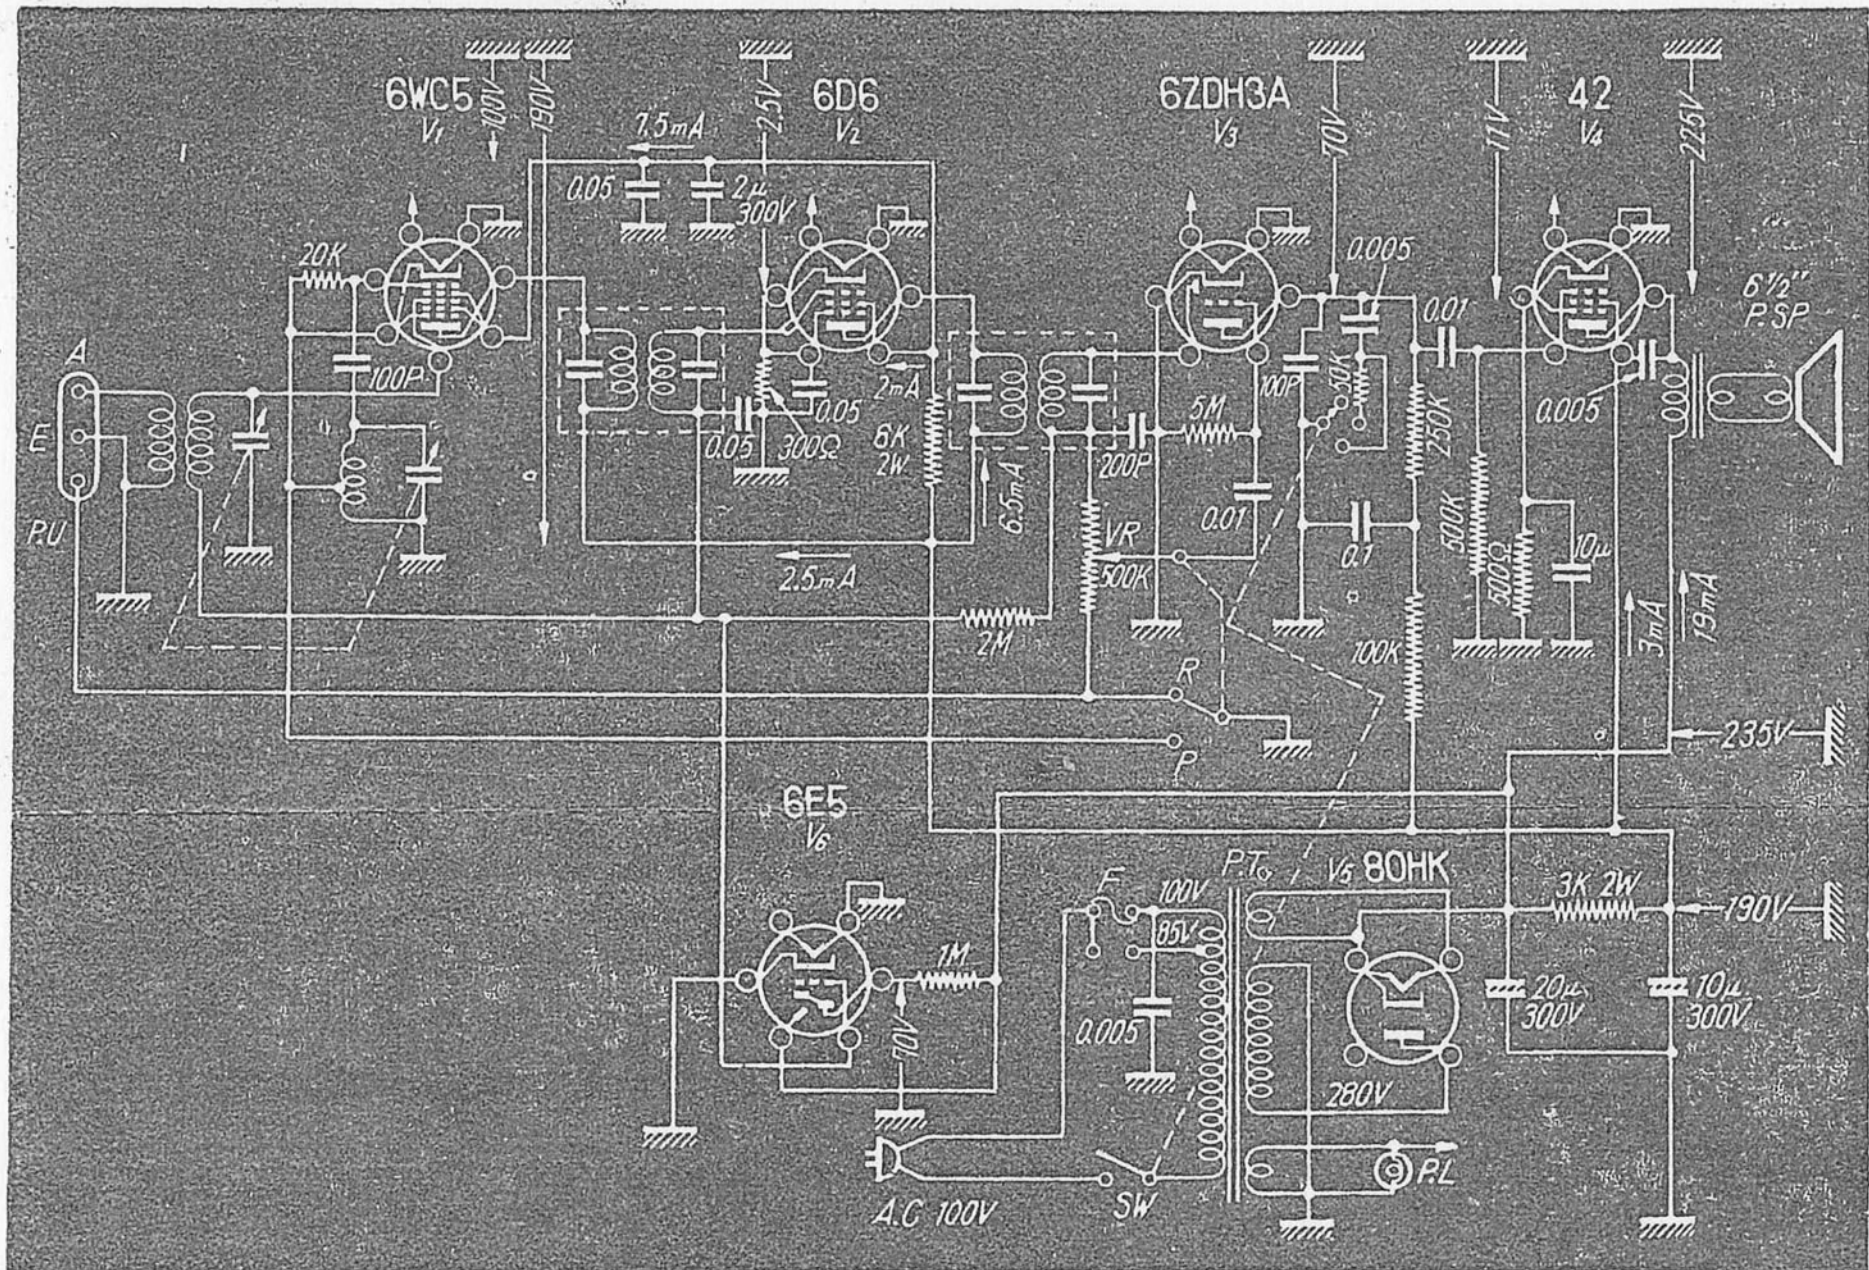 6WC5
V1
100V
190V
7.5mA
2.5V
6D6
V2
6ZDH3A
V3
70V
11V
42
V4
225V
0.05
2μ
300V
20K
100P
A
E
P.U
0.05
300Ω
0.05
2mA
6K
2W
6.5mA
2.5mA
200P
5M
0.01
VR
500K
2M
100P
0.005
50K
0.1
250K
100K
0.01
500K
500Ω
10μ
0.005
3mA
19mA
6½"
P.SP
R
P
235V
6E5
V6
1M
70V
F
100V
85V
0.005
P.T
V5 80HK
280V
3K 2W
190V
20μ
300V
10μ
300V
A.C 100V
SW
P.L